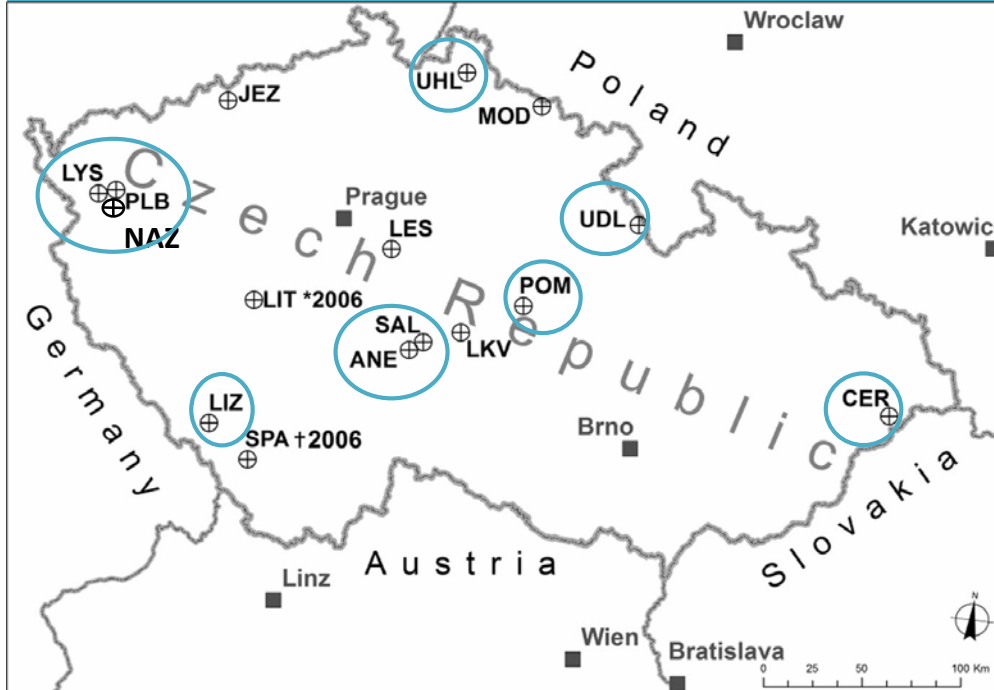 Wroclaw
Poland
UHL
JEZ
MOD
Czech Republic
LYS
PLB
NAZ
Prague
LES
UDL
Katowic
POM
LIT *2006
SAL
ANE
LKV
Germany
LIZ
CER
SPA †2006
Brno
Slovakia
Austria
Linz
N
Wien
Bratislava
0 25 50 100 Km